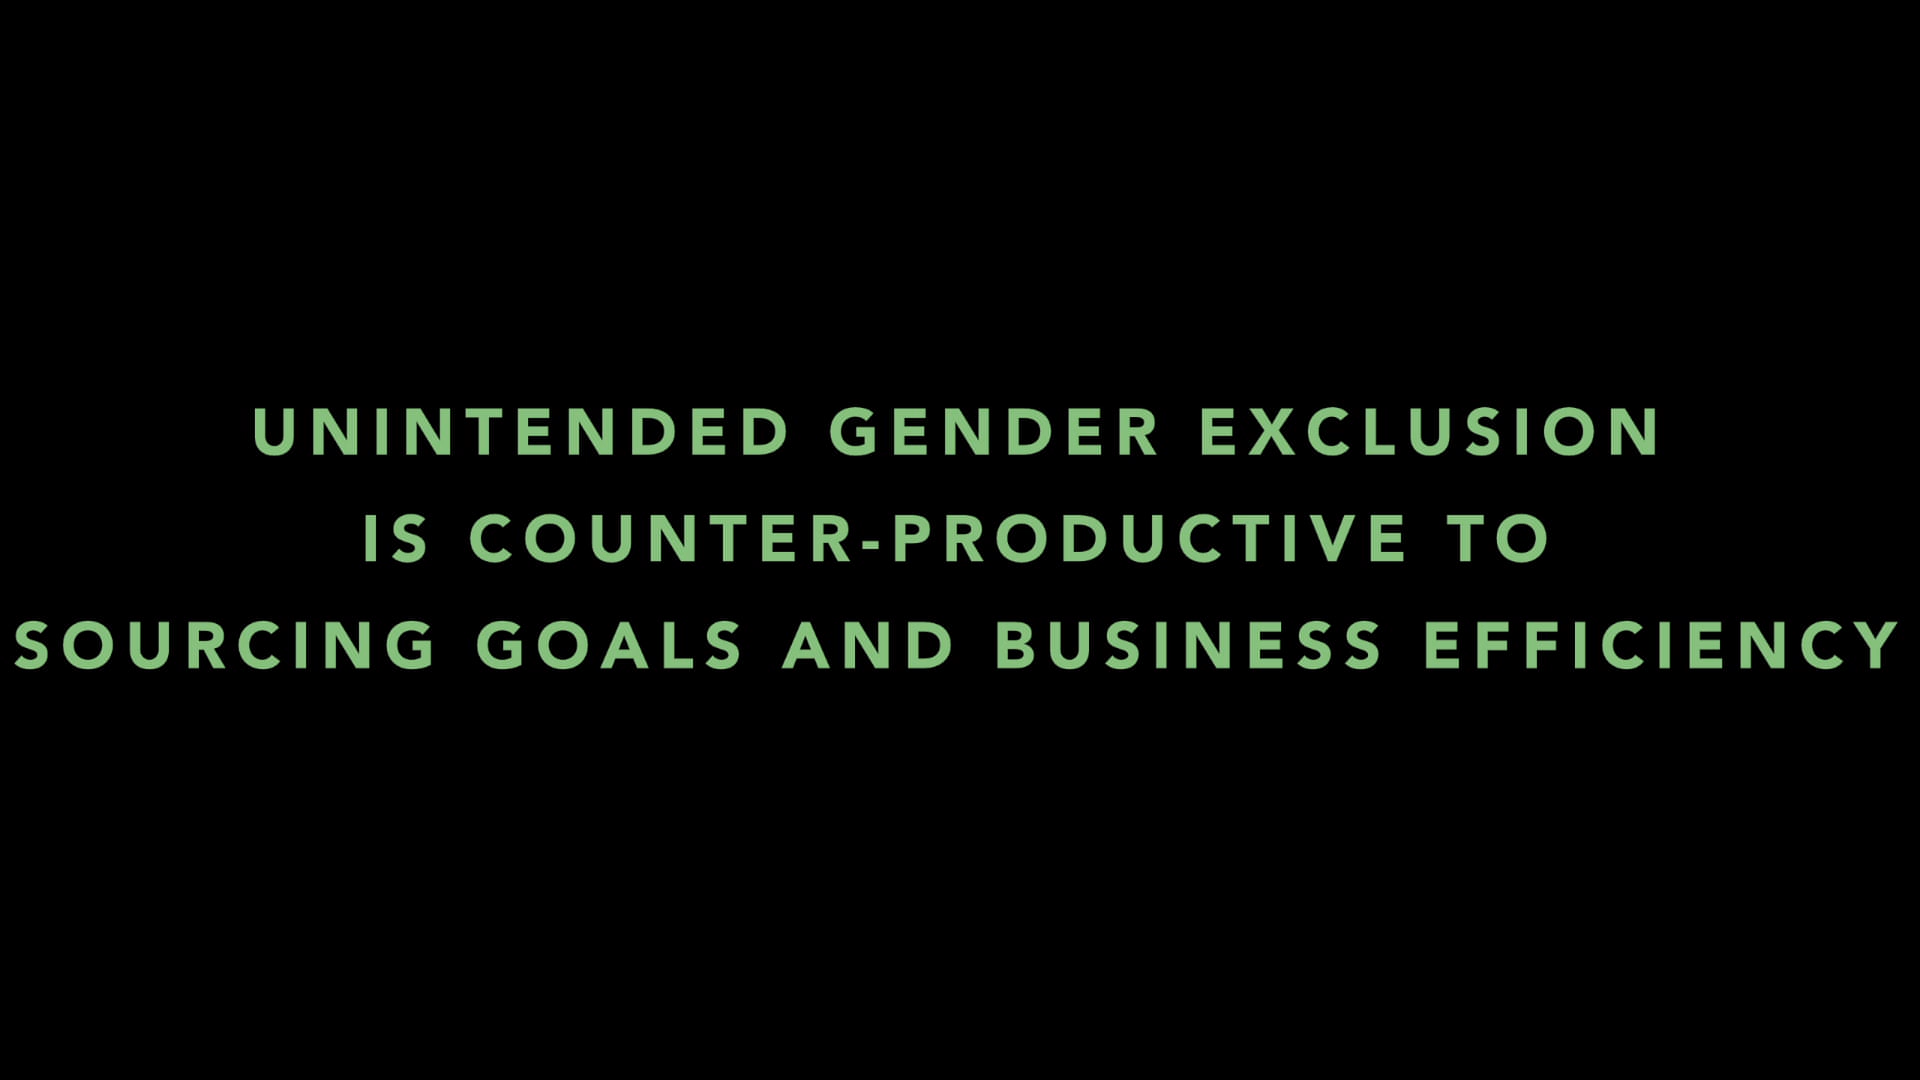 UNINTENDED GENDER EXCLUSION
IS COUNTER-PRODUCTIVE TO
SOURCING GOALS AND BUSINESS EFFICIENCY